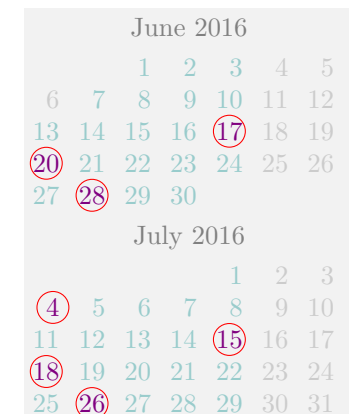 June 2016
1 2 3 4 5
6 7 8 9 10 11 12
13 14 15 16 17 18 19
20 21 22 23 24 25 26
27 28 29 30
July 2016
1 2 3
4 5 6 7 8 9 10
11 12 13 14 15 16 17
18 19 20 21 22 23 24
25 26 27 28 29 30 31